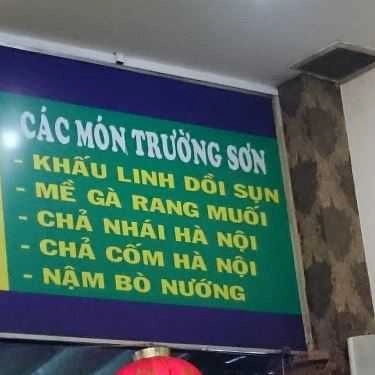 CÁC MÓN TRƯỜNG SƠN
- KHẤU LINH DỒI SỤN
- MỀ GÀ RANG MUỐI
- CHẢ NHÁI HÀ NỘI
- CHẢ CỐM HÀ NỘI
- NẬM BÒ NƯỚNG